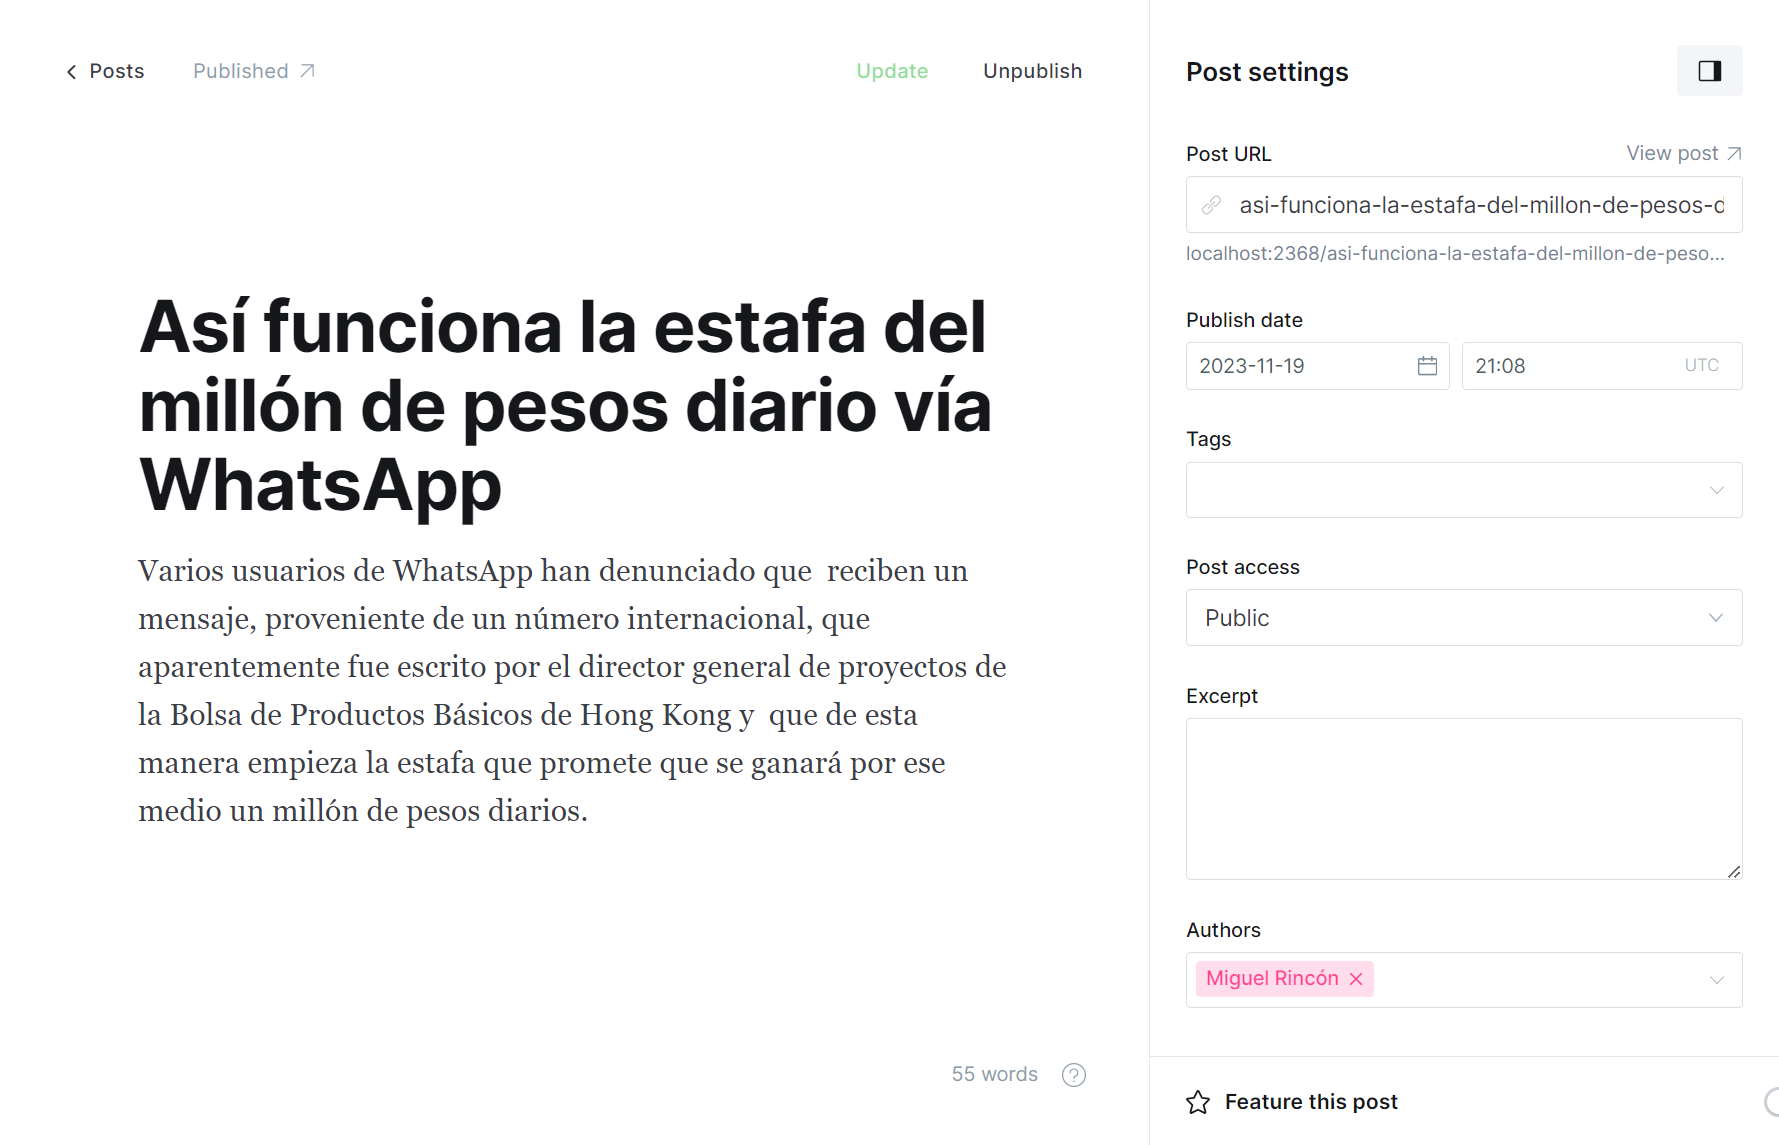 Posts
Published
Update
Unpublish
Así funciona la estafa del
millón de pesos diario vía
WhatsApp
Varios usuarios de WhatsApp han denunciado que  reciben un
mensaje, proveniente de un número internacional, que
aparentemente fue escrito por el director general de proyectos de
la Bolsa de Productos Básicos de Hong Kong y  que de esta
manera empieza la estafa que promete que se ganará por ese
medio un millón de pesos diarios.
55 words
?
Post settings
Post URL
View post
asi-funciona-la-estafa-del-millon-de-pesos-d
localhost:2368/asi-funciona-la-estafa-del-millon-de-peso...
Publish date
2023-11-19
21:08 UTC
Tags
Post access
Public
Excerpt
Authors
Miguel Rincón
Feature this post